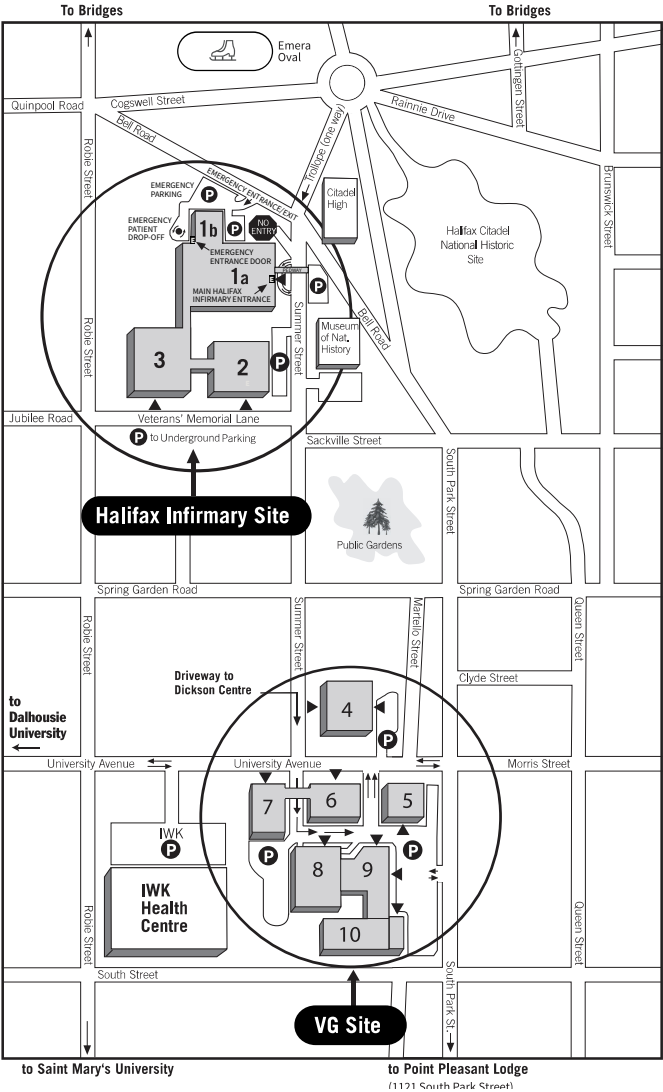 To Bridges
To Bridges
Emera
Oval
Gottingen Street
Quinpool Road
Cogswell Street
Rainnie Drive
Bell Road
Trollope (one way)
Robie Street
Brunswick Street
EMERGENCY ENTRANCE/EXIT
EMERGENCY
PARKING
P
Citadel
High
EMERGENCY
PATIENT
DROP-OFF
1b
P
NO
ENTRY
Halifax Citadel
National Historic
Site
EMERGENCY
ENTRANCE DOOR
1a
PEDWAY
MAIN HALIFAX
INFIRMARY ENTRANCE
P
Robie Street
Summer Street
Bell Road
Museum
of Nat.
History
3
2
P
Jubilee Road
Veterans' Memorial Lane
P to Underground Parking
Sackville Street
South Park Street
Halifax Infirmary Site
Public Gardens
Spring Garden Road
Spring Garden Road
Robie Street
Summer Street
Martello Street
Queen Street
Driveway to
Dickson Centre
Clyde Street
4
to
Dalhousie
University
P
University Avenue
University Avenue
Morris Street
7
6
5
IWK
P
P
P
8
9
IWK
Health
Centre
Robie Street
Queen Street
10
South Street
South Park St.
VG Site
to Saint Mary's University
to Point Pleasant Lodge
(1121 South Park Street)